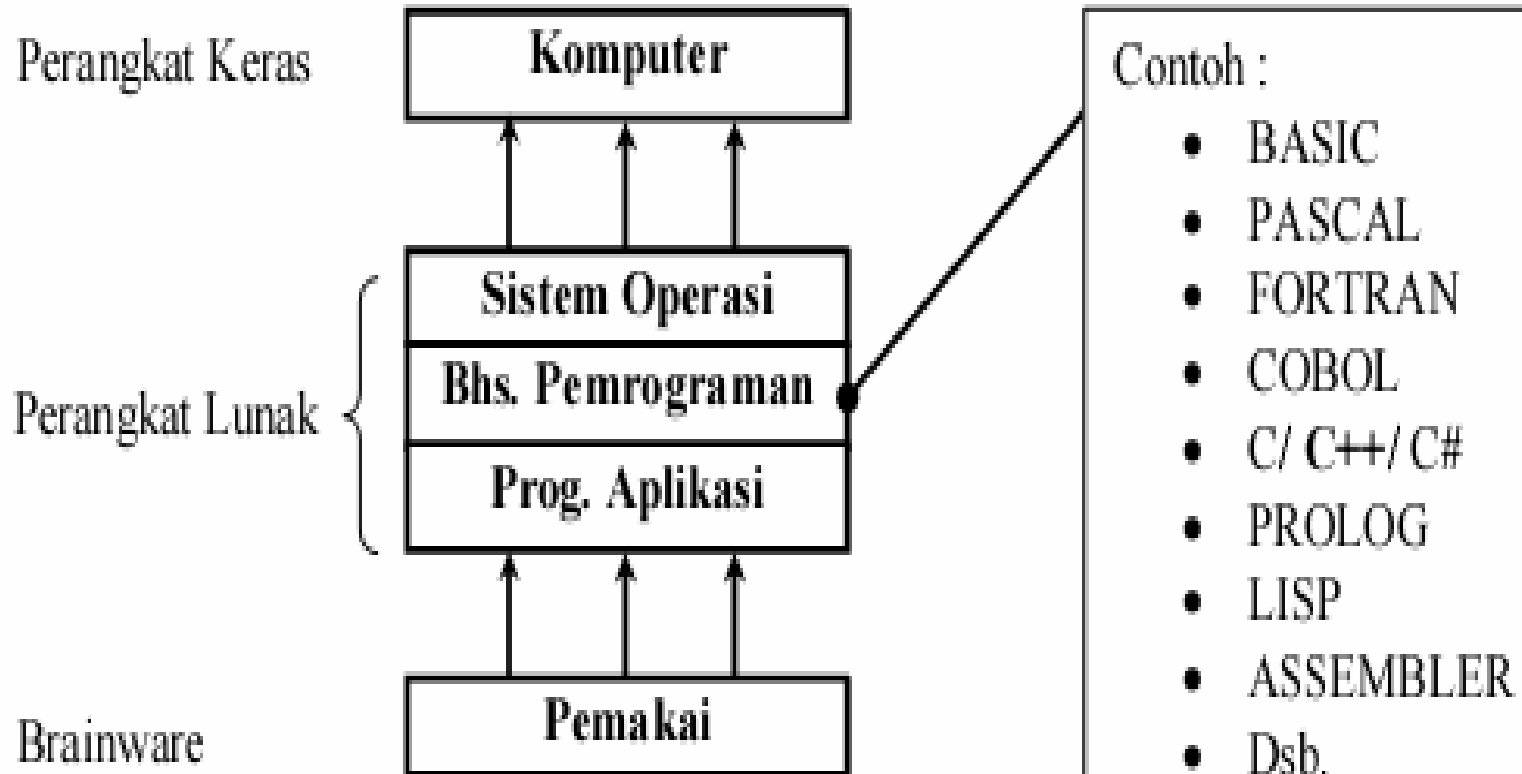 Perangkat Keras
Komputer
Sistem Operasi
Perangkat Lunak
Bhs. Pemrograman
Prog. Aplikasi
Brainware
Pemakai
Contoh :
• BASIC
• PASCAL
• FORTRAN
• COBOL
• C/ C++/ C#
• PROLOG
• LISP
• ASSEMBLER
• Dsb.